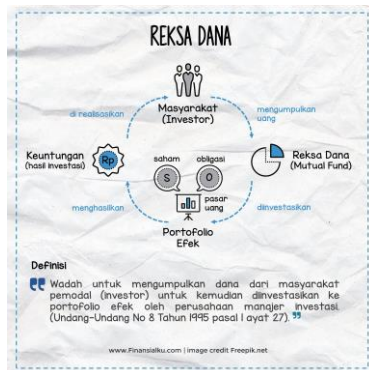 REKSA DANA
Masyarakat
(Investor)
di realisasikan
mengumpulkan
uang
Keuntungan
(hasil investasi)
Rp
saham
obligasi
S
O
Reksa Dana
(Mutual Fund)
pasar
uang
menghasilkan
diinvestasikan
Portofolio
Efek
Definisi
Wadah untuk mengumpulkan dana dari masyarakat
pemodal (investor) untuk kemudian diinvestasikan ke
portofolio efek oleh perusahaan manajer investasi.
(Undang-Undang No 8 Tahun 1995 pasal 1 ayat 27).
www.Finansialku.com | image credit Freepik.net